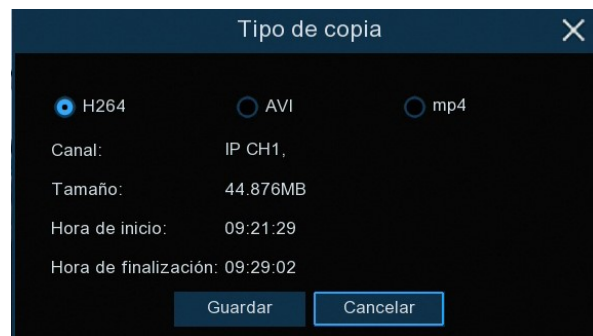 Tipo de copia
H264 AVI mp4
Canal: IP CH1,
Tamaño: 44.876MB
Hora de inicio: 09:21:29
Hora de finalización: 09:29:02
Guardar Cancelar